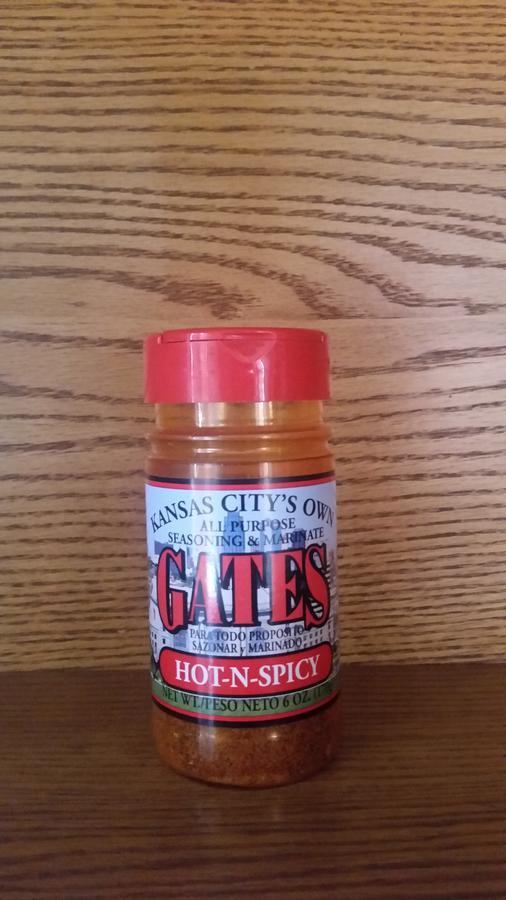 KANSAS CITY'S OWN
ALL PURPOSE
SEASONING & MARINATE
GATES
PARA TODO PROPOSITO
SAZONAR y MARINADO
HOT-N-SPICY
NET WT./PESO NETO 6 OZ.